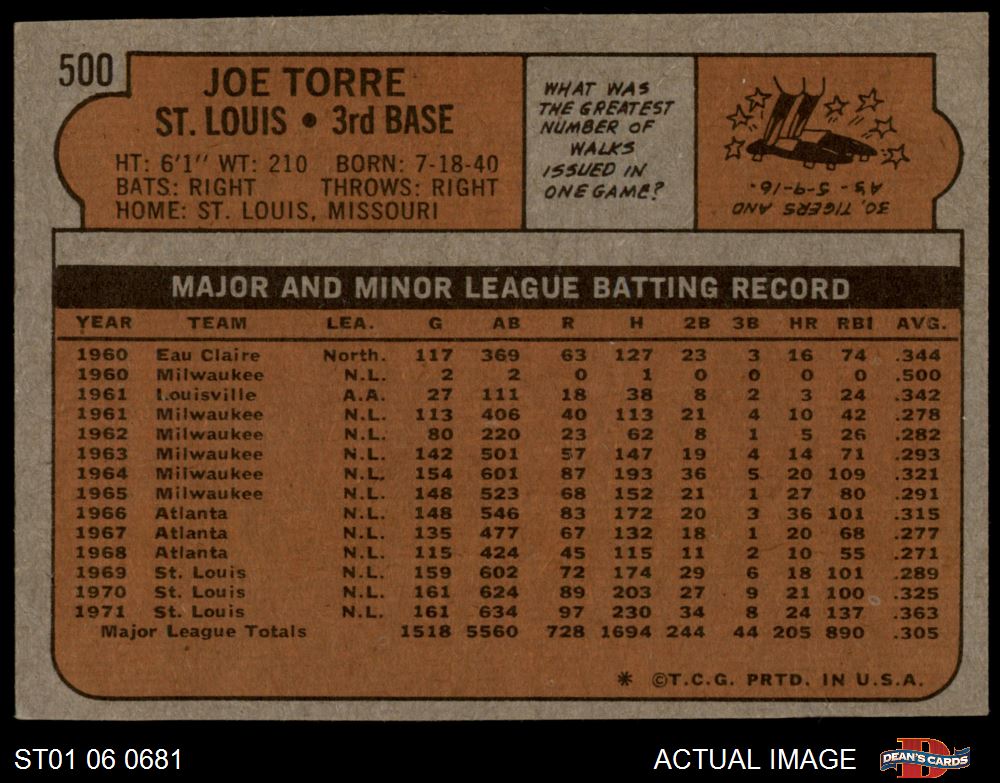 500
JOE TORRE
ST. LOUIS • 3rd BASE
HT: 6'1" WT: 210 BORN: 7-18-40
BATS: RIGHT THROWS: RIGHT
HOME: ST. LOUIS, MISSOURI
WHAT WAS
THE GREATEST
NUMBER OF
WALKS
ISSUED IN
ONE GAME?
30, TIGERS AND
A'S - 5-9-16.
MAJOR AND MINOR LEAGUE BATTING RECORD
YEAR TEAM LEA. G AB R H 2B 3B HR RBI AVG.
1960 Eau Claire North. 117 369 63 127 23 3 16 74 .344
1960 Milwaukee N.L. 2 2 0 1 0 0 0 0 .500
1961 Louisville A.A. 27 111 18 38 8 2 3 24 .342
1961 Milwaukee N.L. 113 406 40 113 21 4 10 42 .278
1962 Milwaukee N.L. 80 220 23 62 8 1 5 26 .282
1963 Milwaukee N.L. 142 501 57 147 19 4 14 71 .293
1964 Milwaukee N.L. 154 601 87 193 36 5 20 109 .321
1965 Milwaukee N.L. 148 523 68 152 21 1 27 80 .291
1966 Atlanta N.L. 148 546 83 172 20 3 36 101 .315
1967 Atlanta N.L. 135 477 67 132 18 1 20 68 .277
1968 Atlanta N.L. 115 424 45 115 11 2 10 55 .271
1969 St. Louis N.L. 159 602 72 174 29 6 18 101 .289
1970 St. Louis N.L. 161 624 89 203 27 9 21 100 .325
1971 St. Louis N.L. 161 634 97 230 34 8 24 137 .363
Major League Totals 1518 5560 728 1694 244 44 205 890 .305
* ©T.C.G. PRTD. IN U.S.A.
ST01 06 0681
ACTUAL IMAGE
DEAN'S CARDS